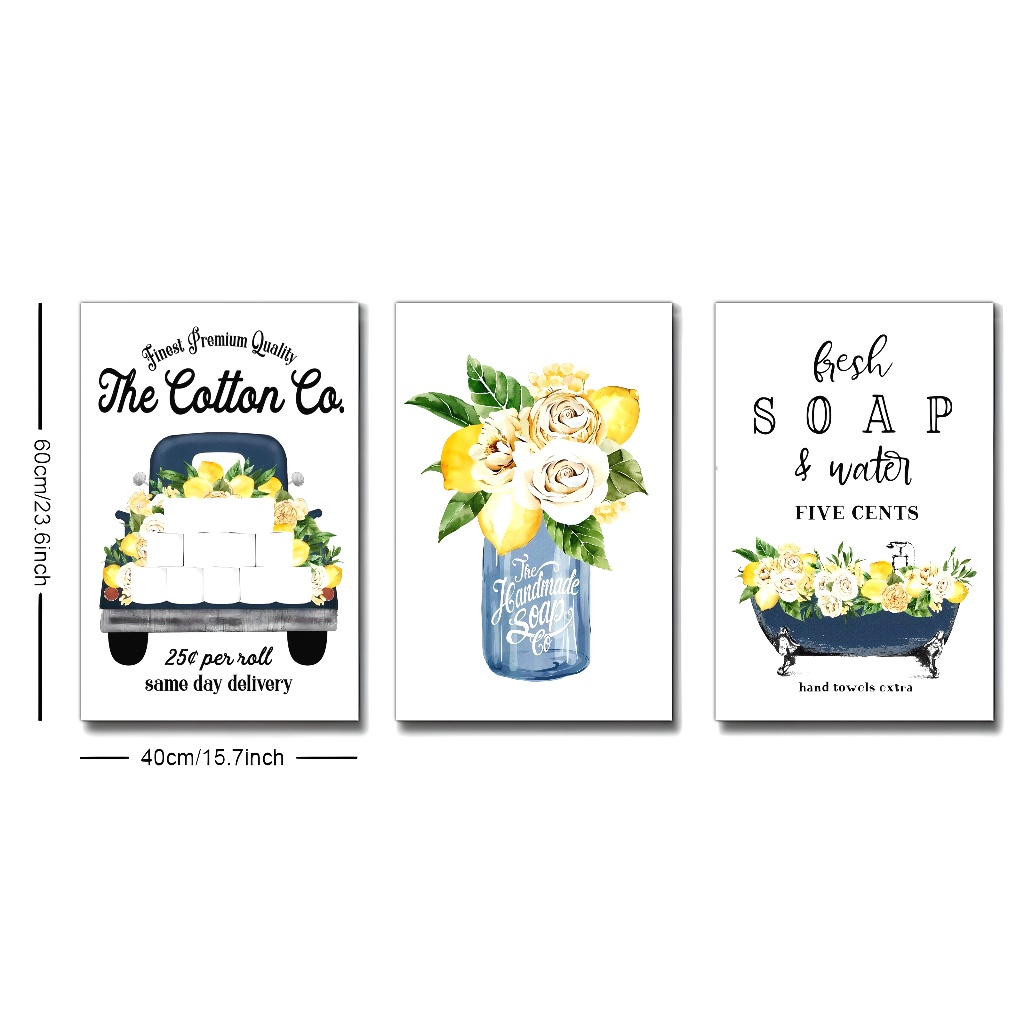 60cm/23.6inch
40cm/15.7inch
Finest Premium Quality
The Cotton Co.
25¢ per roll
same day delivery
The
Handmade
Soap
Co
fresh
SOAP
& water
FIVE CENTS
hand towels extra